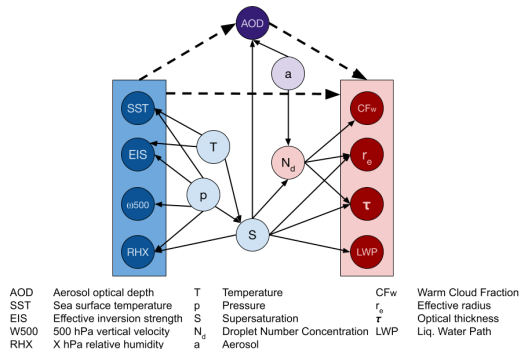 AOD
a
SST
CFw
T
EIS
Nd
re
p
ω500
τ
S
RHX
LWP
AOD Aerosol optical depth T Temperature CFw Warm Cloud Fraction
SST Sea surface temperature p Pressure re Effective radius
EIS Effective inversion strength S Supersaturation τ Optical thickness
W500 500 hPa vertical velocity Nd Droplet Number Concentration LWP Liq. Water Path
RHX X hPa relative humidity a Aerosol